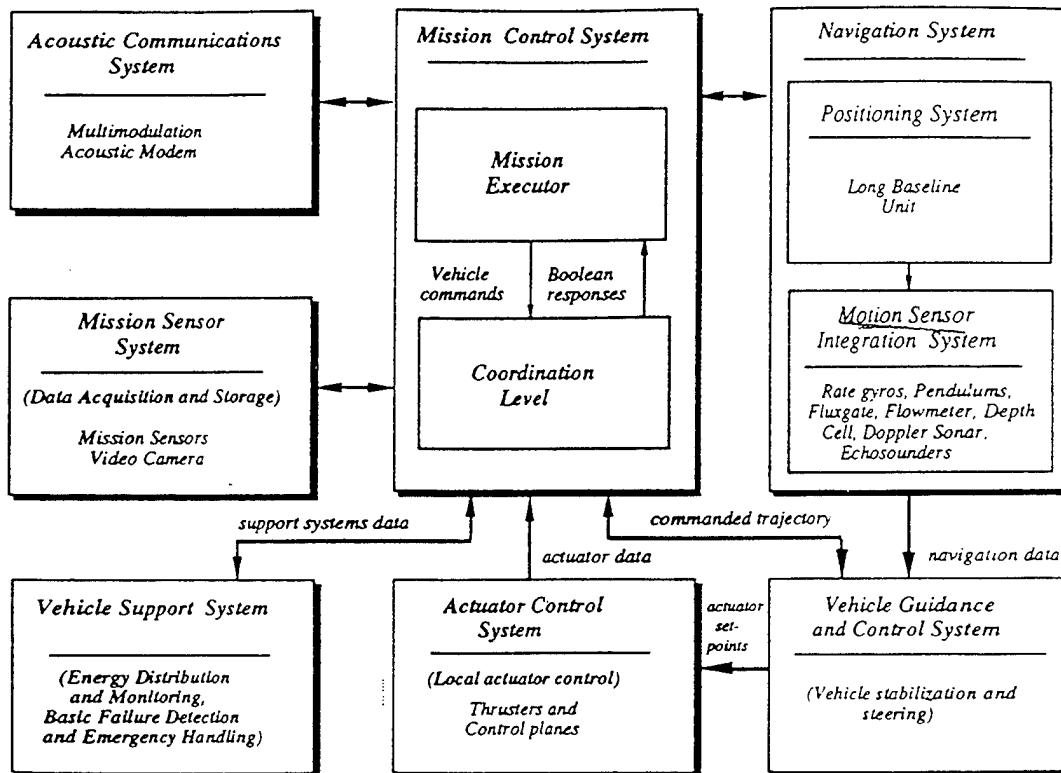 Acoustic Communications
System
Multimodulation
Acoustic Modem
Mission Control System
Mission
Executor
Vehicle
commands
Boolean
responses
Coordination
Level
Navigation System
Positioning System
Long Baseline
Unit
Motion Sensor
Integration System
Rate gyros, Pendulums,
Fluxgate, Flowmeter, Depth
Cell, Doppler Sonar,
Echosounders
Mission Sensor
System
(Data Acquisition and Storage)
Mission Sensors
Video Camera
support systems data
actuator data
commanded trajectory
navigation data
Vehicle Support System
(Energy Distribution
and Monitoring,
Basic Failure Detection
and Emergency Handling)
Actuator Control
System
(Local actuator control)
Thrusters and
Control planes
actuator
set-
points
Vehicle Guidance
and Control System
(Vehicle stabilization and
steering)